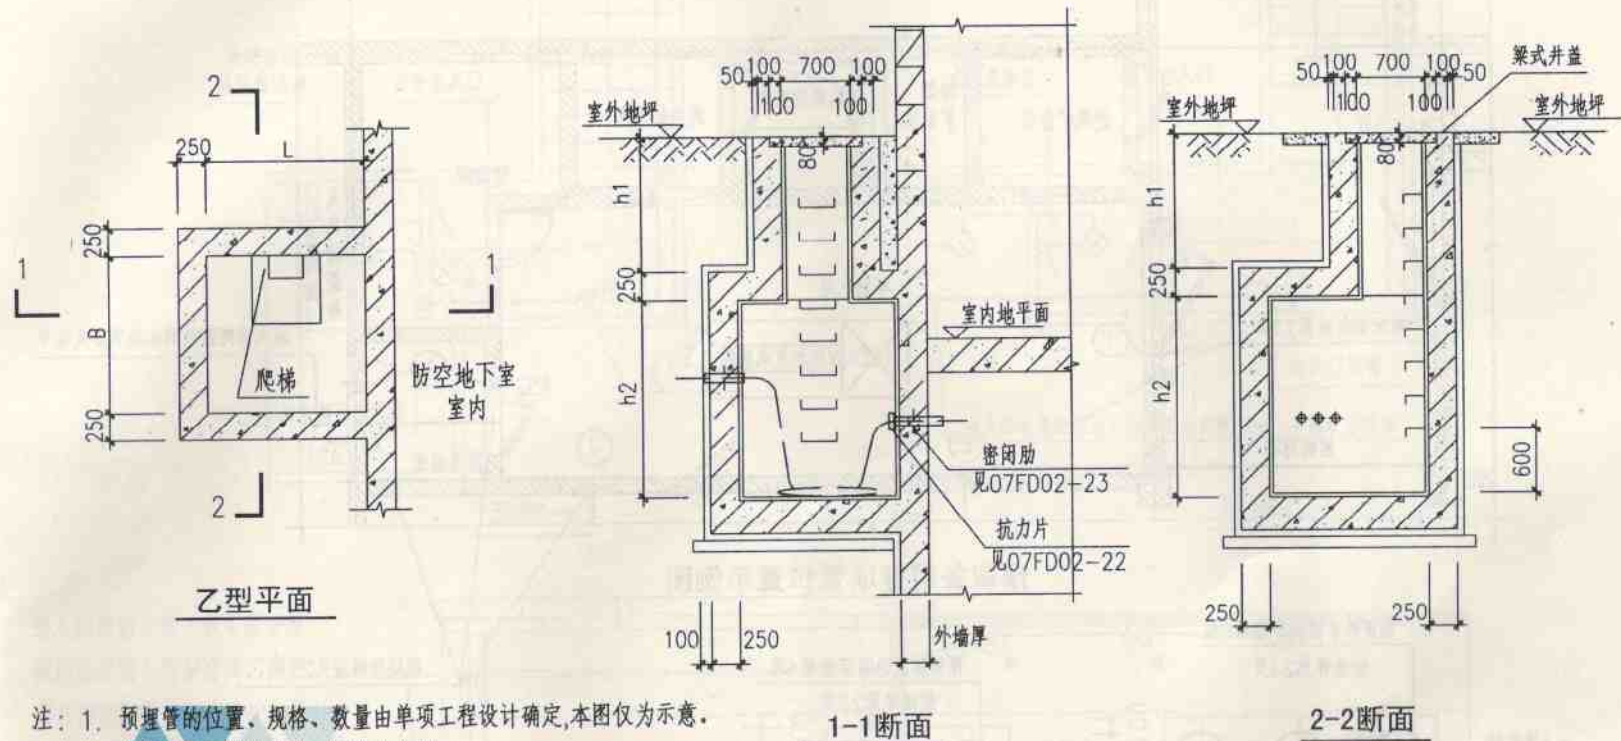 2
250
L
250
1
1
B
爬梯
防空地下室
室内
250
2
乙型平面
50
100
700
100
100
100
室外地坪
80
h1
250
室内地平面
h2
密闭肋
见07FD02-23
抗力片
见07FD02-22
100
250
外墙厚
1-1断面
50
100
700
100
50
100
100
梁式井盖
室外地坪
室外地坪
80
h1
250
h2
600
250
250
2-2断面
注: 1. 预埋管的位置、规格、数量由单项工程设计确定,本图仅为示意。